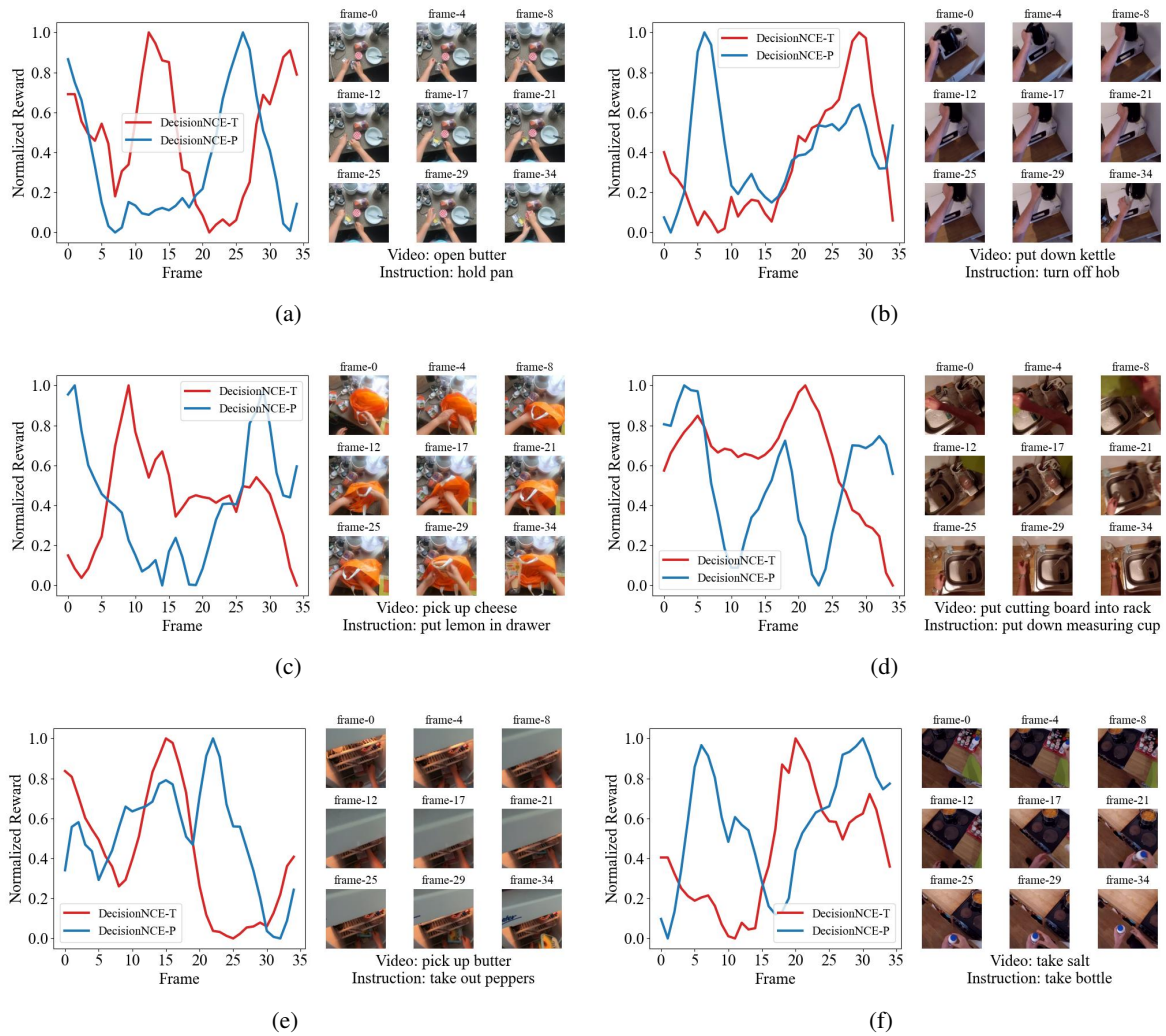 1.0
0.8
0.6
0.4
0.2
0.0
Normalized Reward
DecisionNCE-T
DecisionNCE-P
0 5 10 15 20 25 30 35
Frame
frame-0 frame-4 frame-8
frame-12 frame-17 frame-21
frame-25 frame-29 frame-34
Video: open butter
Instruction: hold pan
(a)
1.0
0.8
0.6
0.4
0.2
0.0
Normalized Reward
DecisionNCE-T
DecisionNCE-P
0 5 10 15 20 25 30 35
Frame
frame-0 frame-4 frame-8
frame-12 frame-17 frame-21
frame-25 frame-29 frame-34
Video: put down kettle
Instruction: turn off hob
(b)
1.0
0.8
0.6
0.4
0.2
0.0
Normalized Reward
DecisionNCE-T
DecisionNCE-P
0 5 10 15 20 25 30 35
Frame
frame-0 frame-4 frame-8
frame-12 frame-17 frame-21
frame-25 frame-29 frame-34
Video: pick up cheese
Instruction: put lemon in drawer
(c)
1.0
0.8
0.6
0.4
0.2
0.0
Normalized Reward
DecisionNCE-T
DecisionNCE-P
0 5 10 15 20 25 30 35
Frame
frame-0 frame-4 frame-8
frame-12 frame-17 frame-21
frame-25 frame-29 frame-34
Video: put cutting board into rack
Instruction: put down measuring cup
(d)
1.0
0.8
0.6
0.4
0.2
0.0
Normalized Reward
DecisionNCE-T
DecisionNCE-P
0 5 10 15 20 25 30 35
Frame
frame-0 frame-4 frame-8
frame-12 frame-17 frame-21
frame-25 frame-29 frame-34
Video: pick up butter
Instruction: take out peppers
(e)
1.0
0.8
0.6
0.4
0.2
0.0
Normalized Reward
DecisionNCE-T
DecisionNCE-P
0 5 10 15 20 25 30 35
Frame
frame-0 frame-4 frame-8
frame-12 frame-17 frame-21
frame-25 frame-29 frame-34
Video: take salt
Instruction: take bottle
(f)